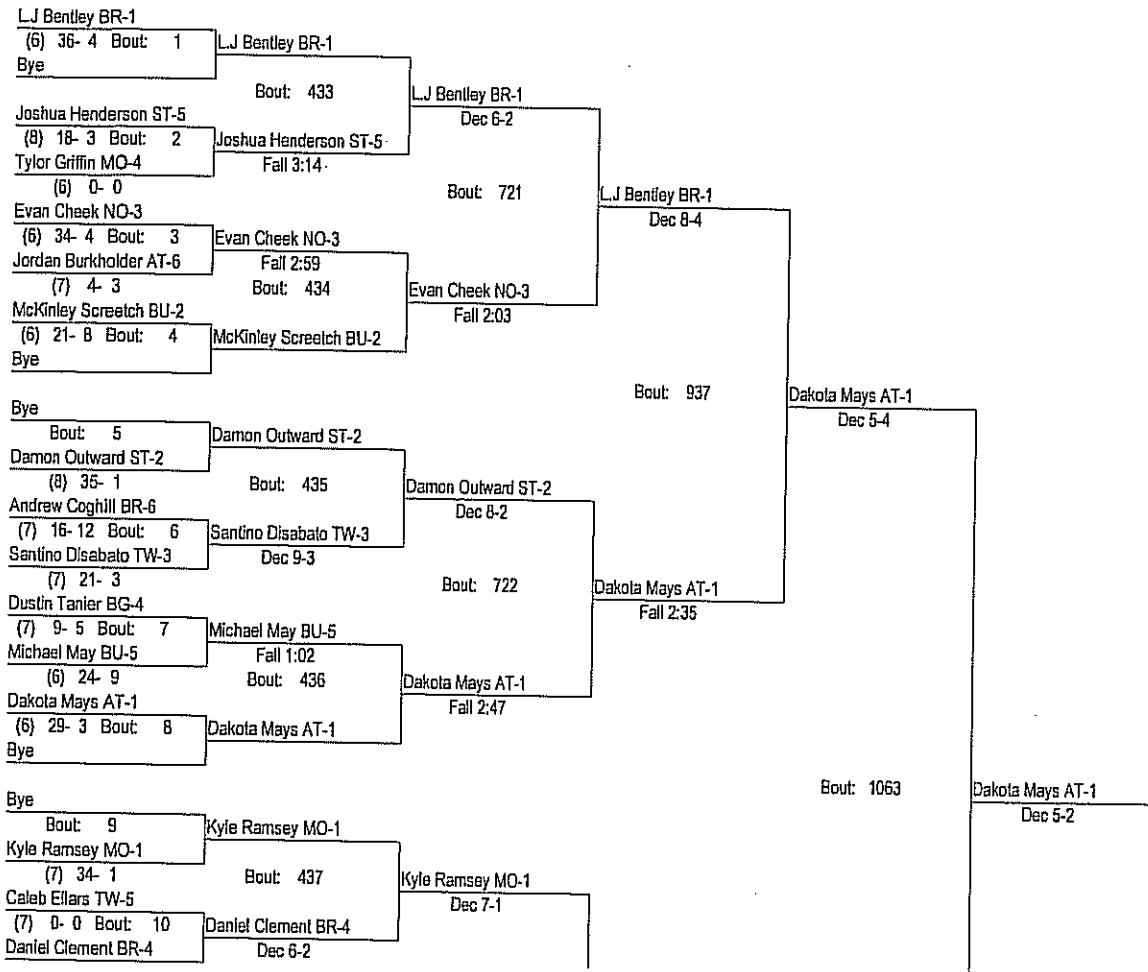 L.J Bentley BR-1
(6) 36- 4 Bout: 1
Bye
L.J Bentley BR-1
Bout: 433
Joshua Henderson ST-5
(8) 18- 3 Bout: 2
Tylor Griffin MO-4
(6) 0- 0
Joshua Henderson ST-5
Fall 3:14
L.J Bentley BR-1
Dec 6-2
Bout: 721
Evan Cheek NO-3
(6) 34- 4 Bout: 3
Jordan Burkholder AT-6
(7) 4- 3
Evan Cheek NO-3
Fall 2:59
Bout: 434
McKinley Screetch BU-2
(6) 21- 8 Bout: 4
Bye
McKinley Screetch BU-2
Evan Cheek NO-3
Fall 2:03
L.J Bentley BR-1
Dec 8-4
Bout: 937
Bye
Bout: 5
Damon Outward ST-2
(8) 35- 1
Damon Outward ST-2
Bout: 435
Andrew Coghill BR-6
(7) 16- 12 Bout: 6
Santino Disabato TW-3
(7) 21- 3
Santino Disabato TW-3
Dec 9-3
Damon Outward ST-2
Dec 8-2
Bout: 722
Dustin Tanier BG-4
(7) 9- 5 Bout: 7
Michael May BU-5
(6) 24- 9
Michael May BU-5
Fall 1:02
Bout: 436
Dakota Mays AT-1
(6) 29- 3 Bout: 8
Bye
Dakota Mays AT-1
Dakota Mays AT-1
Fall 2:47
Dakota Mays AT-1
Fall 2:35
Dakota Mays AT-1
Dec 5-4
Bout: 1063
Dakota Mays AT-1
Dec 5-2
Bye
Bout: 9
Kyle Ramsey MO-1
(7) 34- 1
Kyle Ramsey MO-1
Bout: 437
Caleb Ellars TW-5
(7) 0- 0 Bout: 10
Daniel Clement BR-4
Daniel Clement BR-4
Dec 6-2
Kyle Ramsey MO-1
Dec 7-1